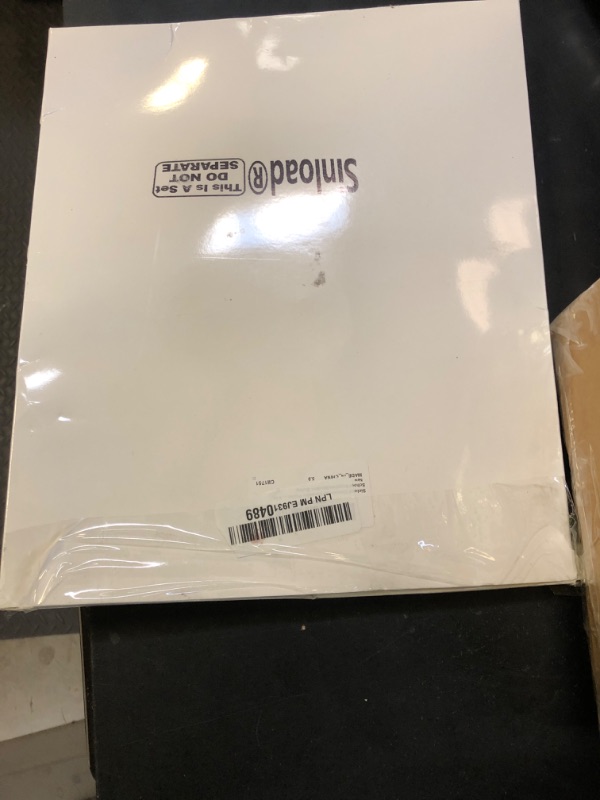 Sinload®
This Is A Set
DO NOT
SEPARATE
LPN PM EJ9310489